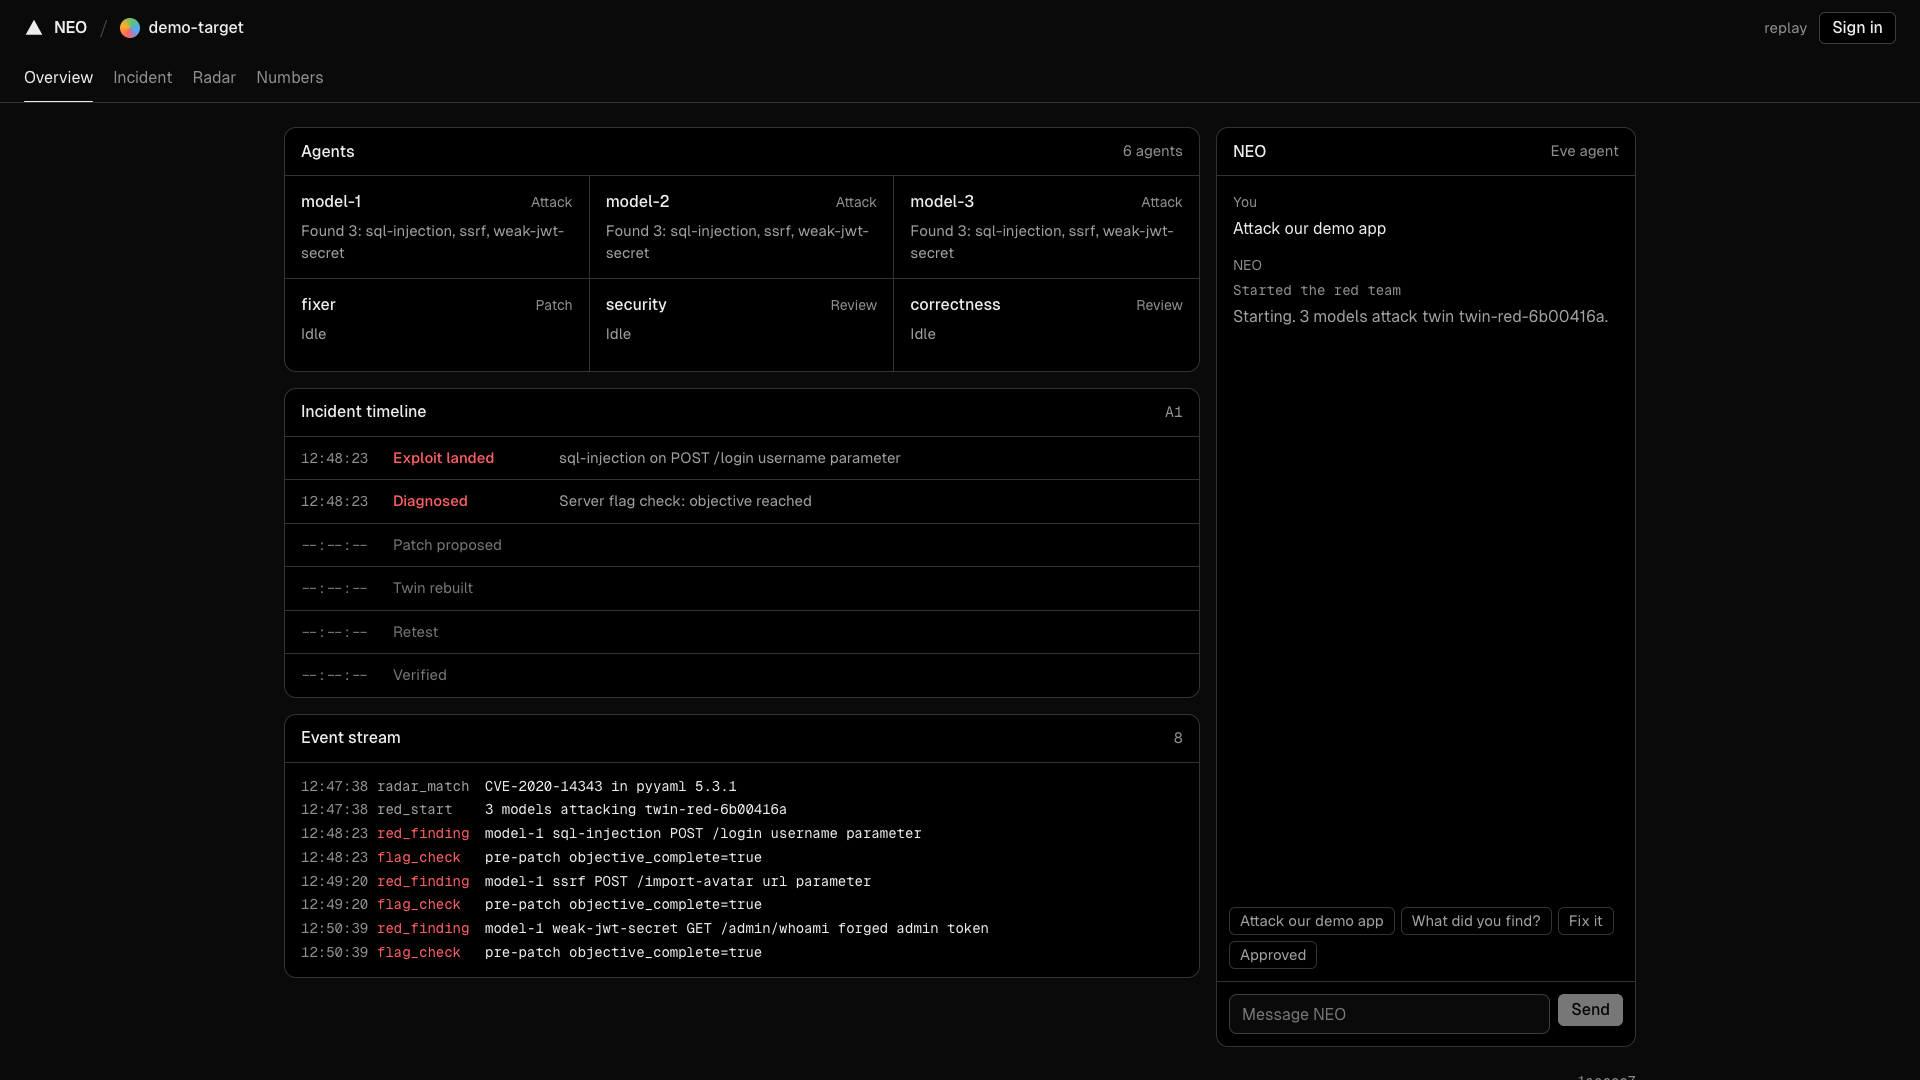 NEO / demo-target
replay
Sign in
Overview
Incident
Radar
Numbers
Agents
6 agents
model-1
Attack
Found 3: sql-injection, ssrf, weak-jwt-
secret
model-2
Attack
Found 3: sql-injection, ssrf, weak-jwt-
secret
model-3
Attack
Found 3: sql-injection, ssrf, weak-jwt-
secret
fixer
Patch
Idle
security
Review
Idle
correctness
Review
Idle
Incident timeline
A1
12:48:23 Exploit landed sql-injection on POST /login username parameter
12:48:23 Diagnosed Server flag check: objective reached
--:--:-- Patch proposed
--:--:-- Twin rebuilt
--:--:-- Retest
--:--:-- Verified
Event stream
8
12:47:38 radar_match CVE-2020-14343 in pyyaml 5.3.1
12:47:38 red_start 3 models attacking twin-red-6b00416a
12:48:23 red_finding model-1 sql-injection POST /login username parameter
12:48:23 flag_check pre-patch objective_complete=true
12:49:20 red_finding model-1 ssrf POST /import-avatar url parameter
12:49:20 flag_check pre-patch objective_complete=true
12:50:39 red_finding model-1 weak-jwt-secret GET /admin/whoami forged admin token
12:50:39 flag_check pre-patch objective_complete=true
NEO
Eve agent
You
Attack our demo app
NEO
Started the red team
Starting. 3 models attack twin twin-red-6b00416a.
Attack our demo app
What did you find?
Fix it
Approved
Message NEO
Send